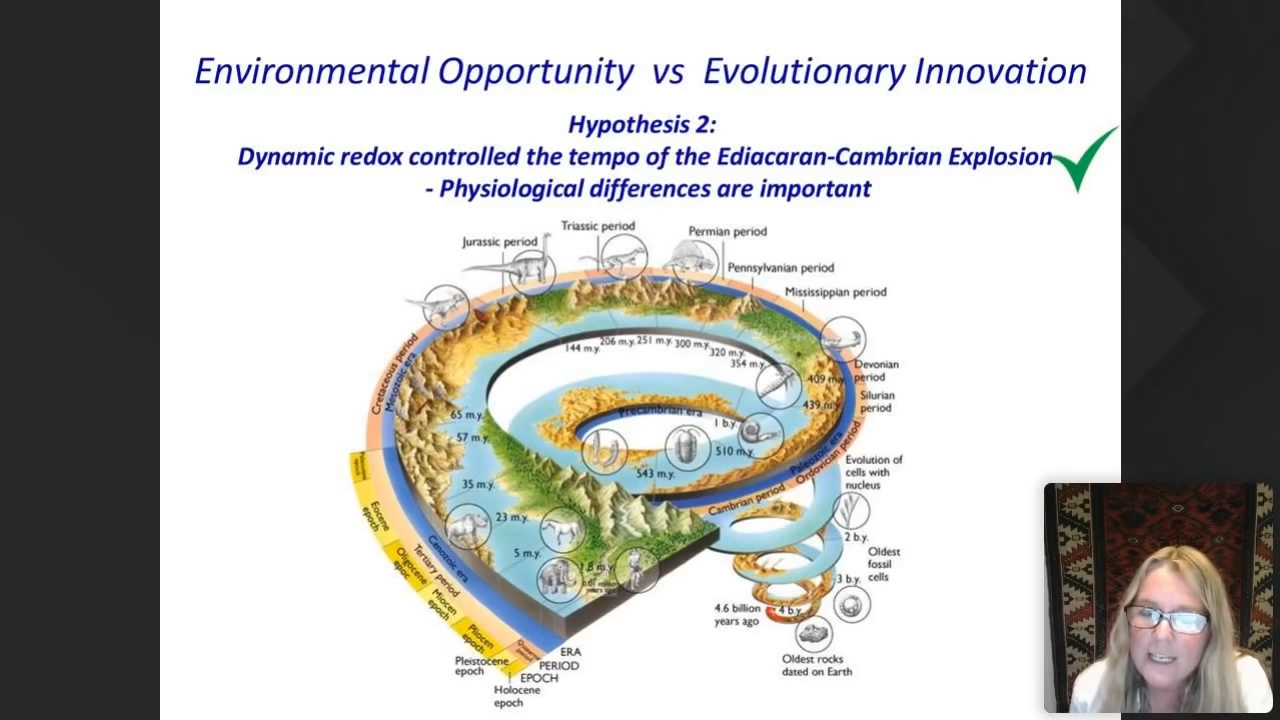 Environmental Opportunity vs Evolutionary Innovation
Hypothesis 2:
Dynamic redox controlled the tempo of the Ediacaran-Cambrian Explosion
- Physiological differences are important
Triassic period
Jurassic period
Permian period
Pennsylvanian period
Mississippian period
Devonian
period
Silurian
period
Cretaceous period
Mesozoic era
144 m.y.
206 m.y.
251 m.y.
300 m.y.
320 m.y.
354 m.y.
409 m.y.
439 m.y.
Precambrian era
1 b.y.
510 m.y.
543 m.y.
65 m.y.
57 m.y.
35 m.y.
23 m.y.
5 m.y.
1.8 m.y.
years ago
Paleozoic era
Ordovician period
Cambrian period
Evolution of
cells with
nucleus
2 b.y.
Oldest
fossil
cells
3 b.y.
4.6 billion
years ago
4 b.y.
Oldest rocks
dated on Earth
Eocene
epoch
Oligocene
epoc
Miocen
epoch
Pliocen
epoch
Cenozoic era
Tertiary period
Pleistocene
epoch
Holocene
epoch
ERA
PERIOD
EPOCH